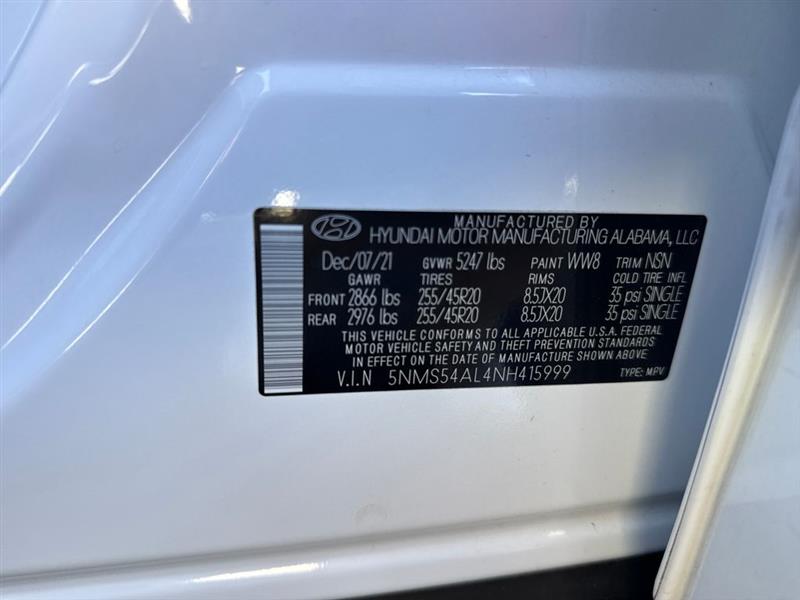 MANUFACTURED BY
HYUNDAI MOTOR MANUFACTURING ALABAMA, LLC
Dec/07/21 GVWR 5247 lbs PAINT WW8 TRIM NSN
GAWR TIRES RIMS COLD TIRE INFL
FRONT 2866 lbs 255/45R20 8.5JX20 35 psi SINGLE
REAR 2976 lbs 255/45R20 8.5JX20 35 psi SINGLE
THIS VEHICLE CONFORMS TO ALL APPLICABLE U.S.A. FEDERAL
MOTOR VEHICLE SAFETY AND THEFT PREVENTION STANDARDS
IN EFFECT ON THE DATE OF MANUFACTURE SHOWN ABOVE.
V.I.N 5NMS54AL4NH415999 TYPE: MPV